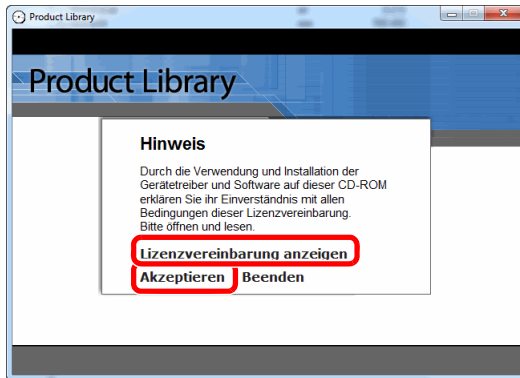 Product Library
Product Library
Hinweis
Durch die Verwendung und Installation der
Gerätetreiber und Software auf dieser CD-ROM
erklären Sie ihr Einverständnis mit allen
Bedingungen dieser Lizenzvereinbarung.
Bitte öffnen und lesen.
Lizenzvereinbarung anzeigen
Akzeptieren Beenden